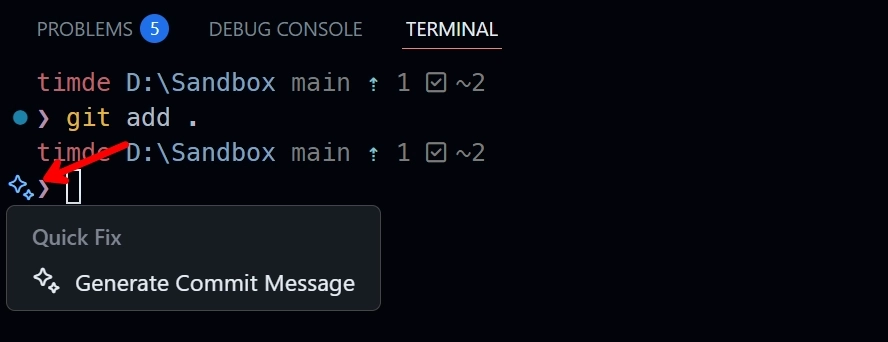 PROBLEMS 5 DEBUG CONSOLE TERMINAL
timde D:\Sandbox main ⇡ 1 ☑ ~2
❯ git add .
timde D:\Sandbox main ⇡ 1 ☑ ~2
❯
Quick Fix
Generate Commit Message